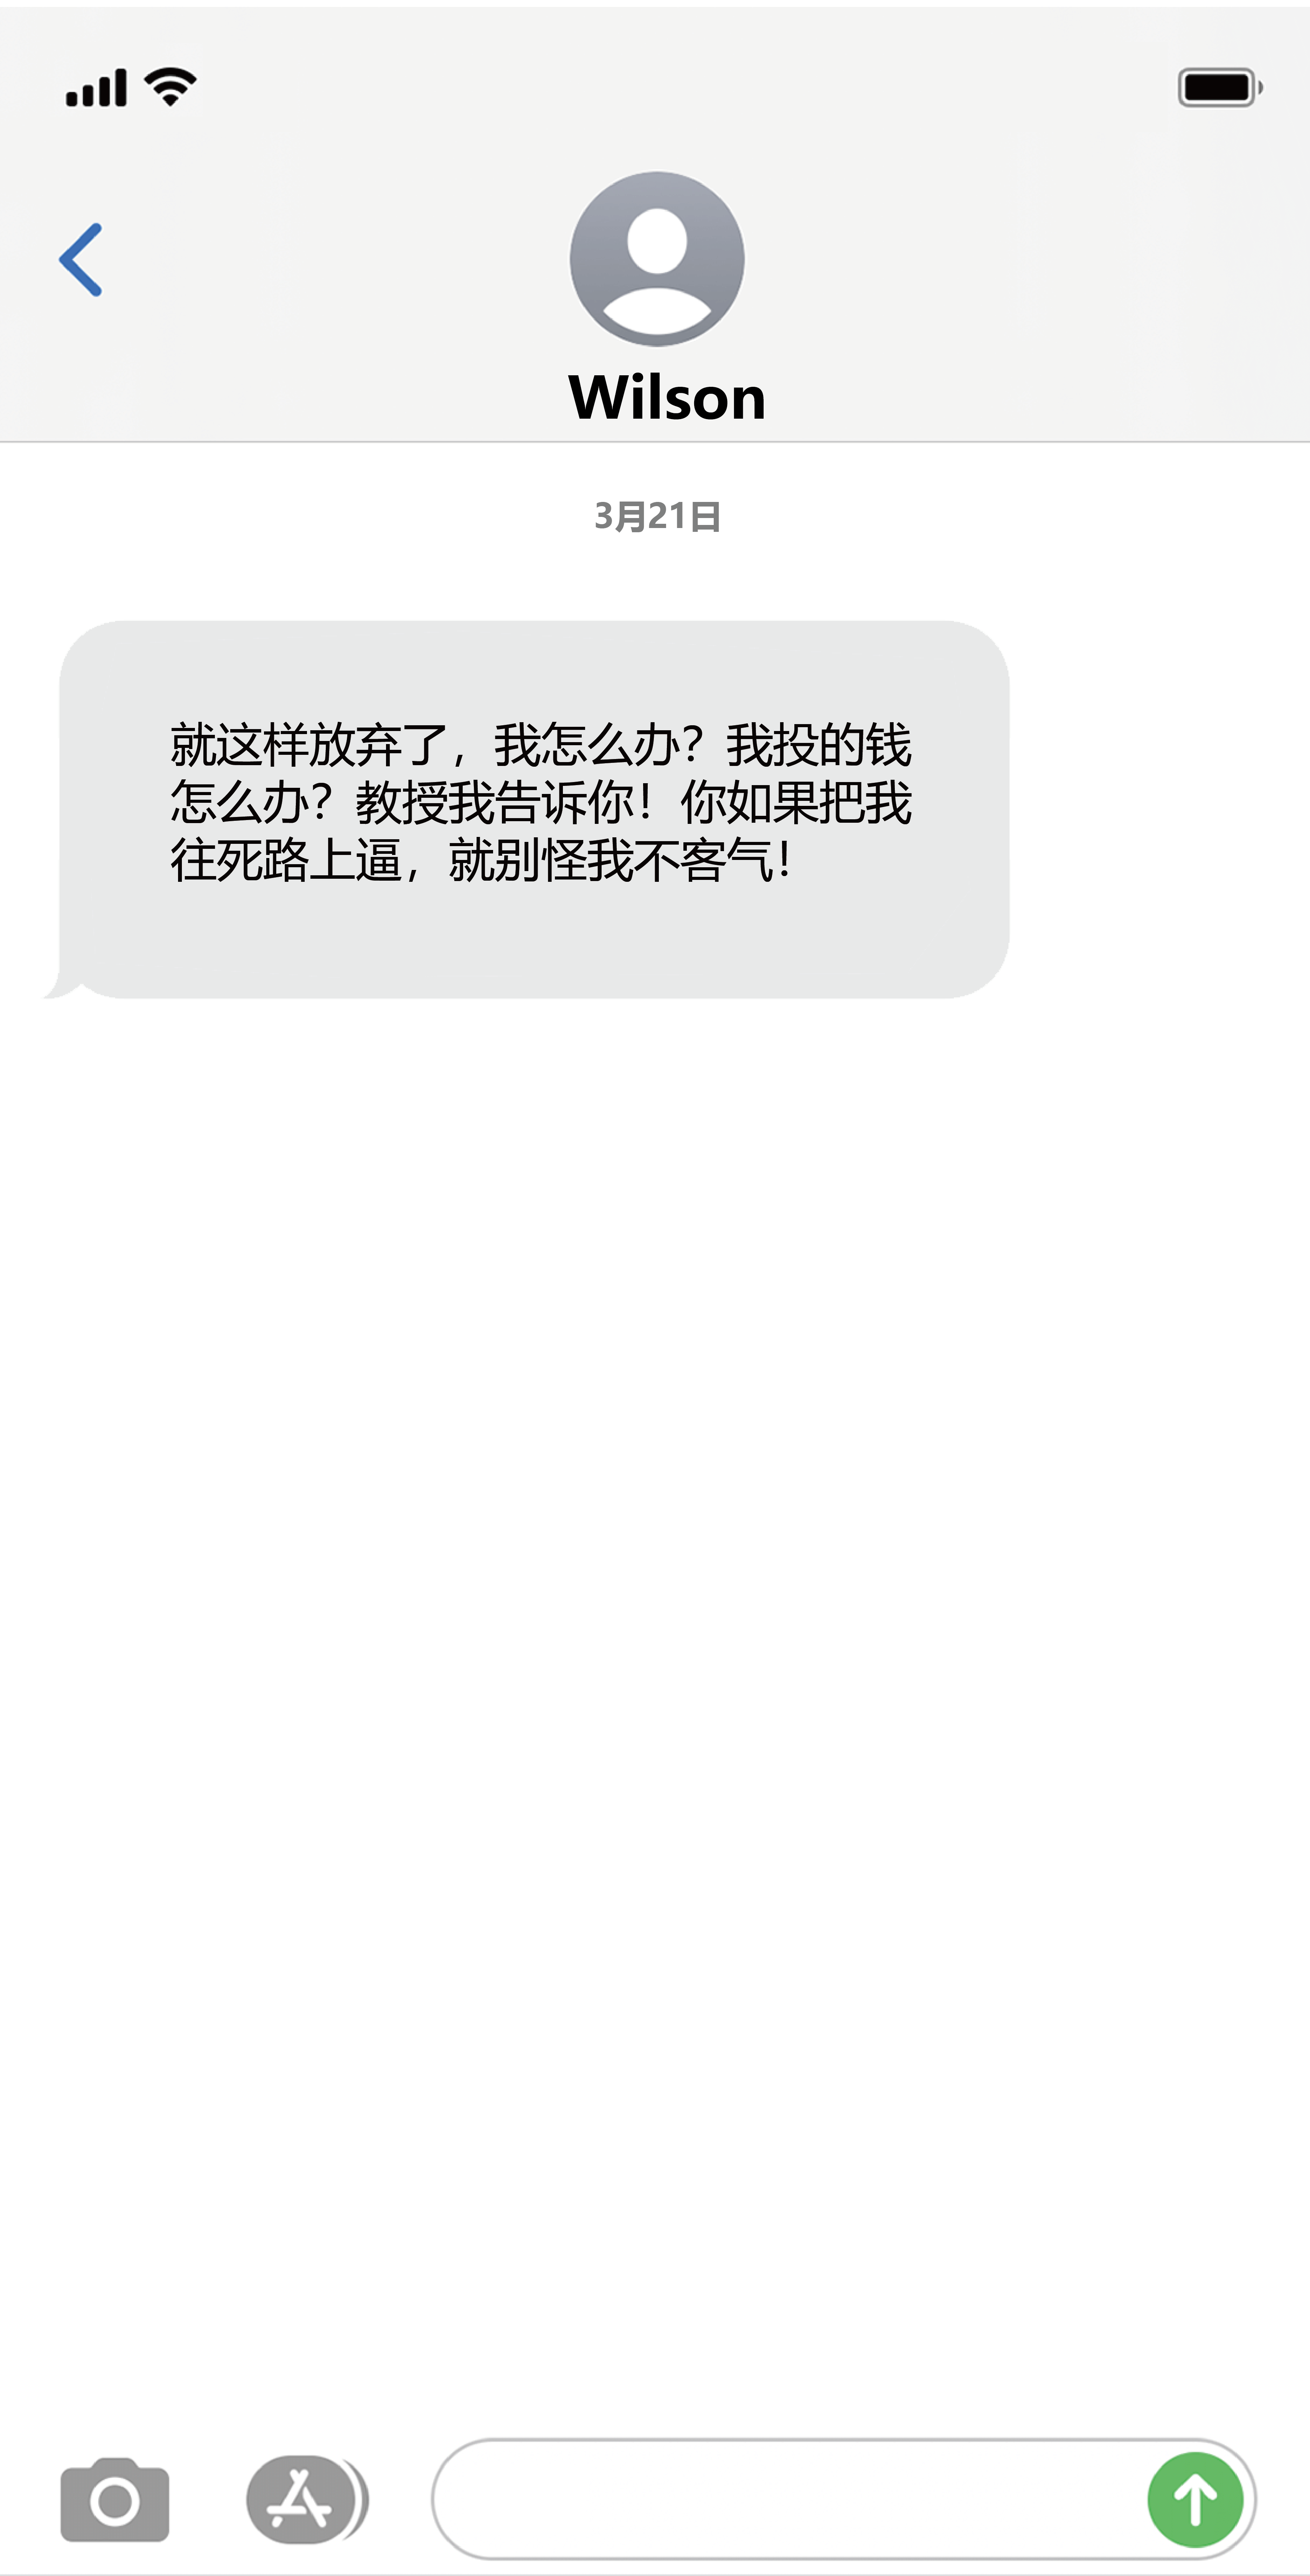 Wilson
3月21日
就这样放弃了，我怎么办？我投的钱
怎么办？教授我告诉你！你如果把我
往死路上逼，就别怪我不客气！